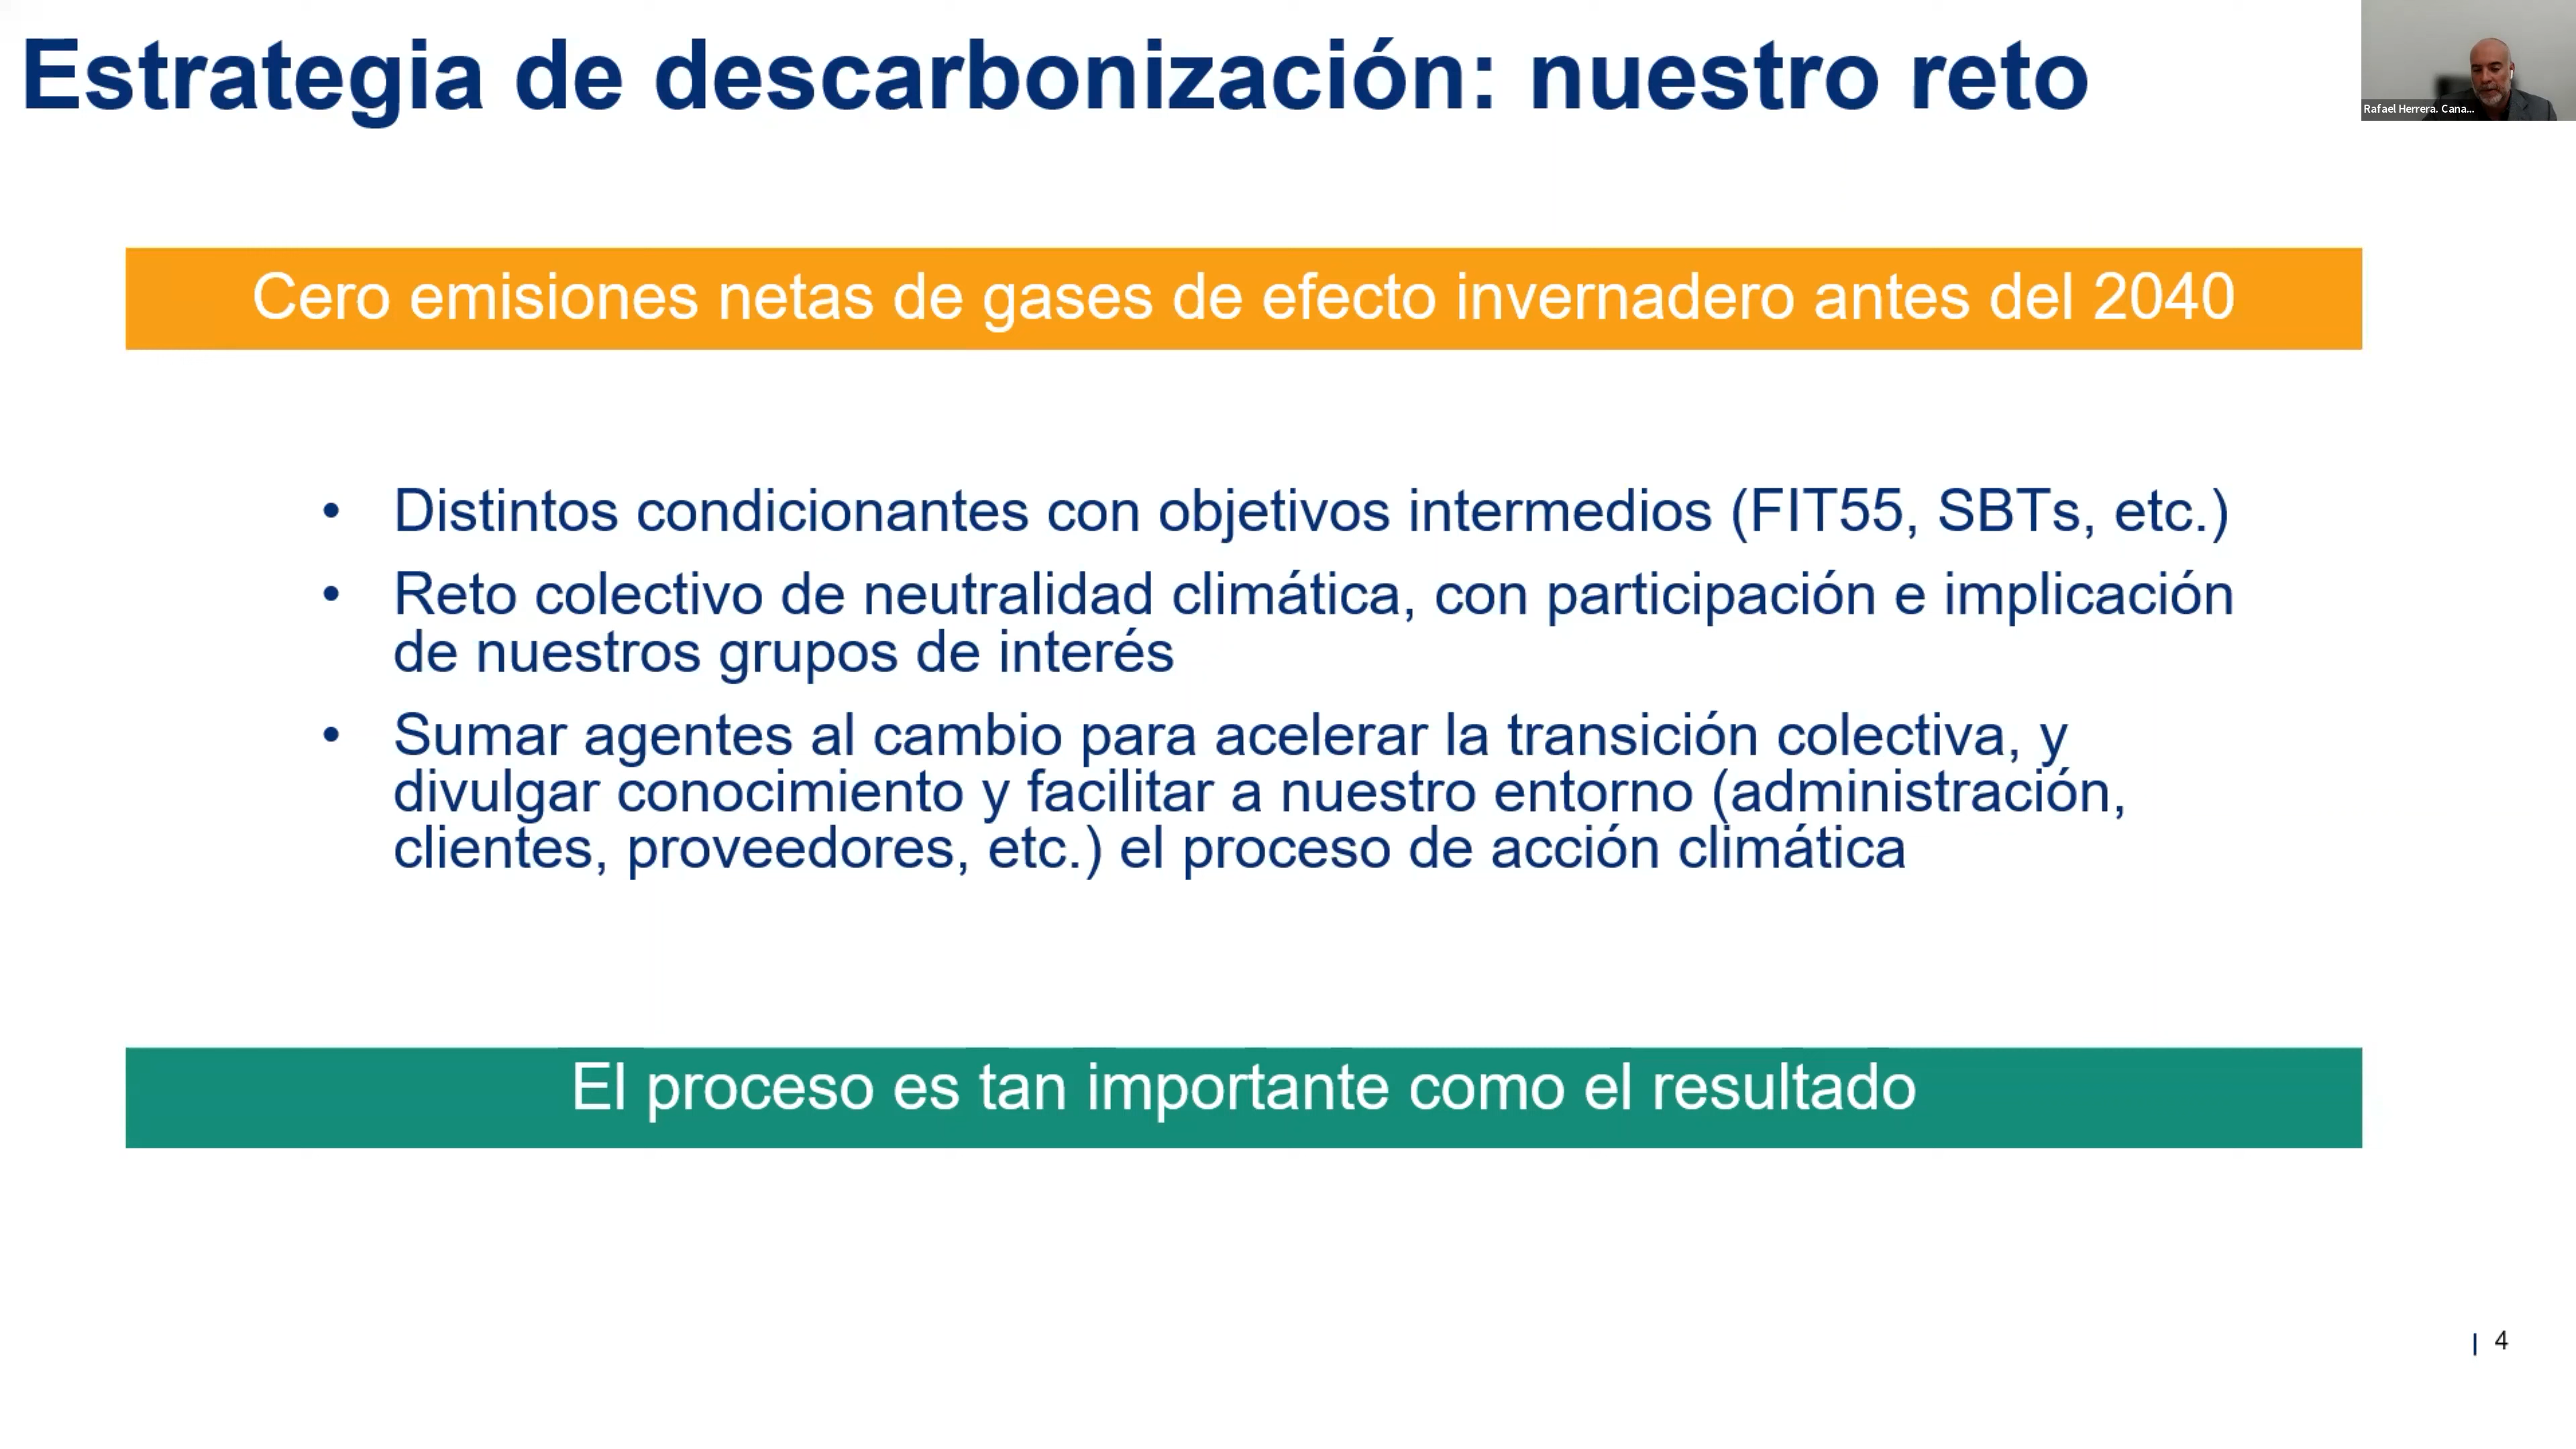 Estrategia de descarbonización: nuestro reto
Rafael Herrera. Cana...
Cero emisiones netas de gases de efecto invernadero antes del 2040
• Distintos condicionantes con objetivos intermedios (FIT55, SBTs, etc.)
• Reto colectivo de neutralidad climática, con participación e implicación
de nuestros grupos de interés
• Sumar agentes al cambio para acelerar la transición colectiva, y
divulgar conocimiento y facilitar a nuestro entorno (administración,
clientes, proveedores, etc.) el proceso de acción climática
El proceso es tan importante como el resultado
| 4